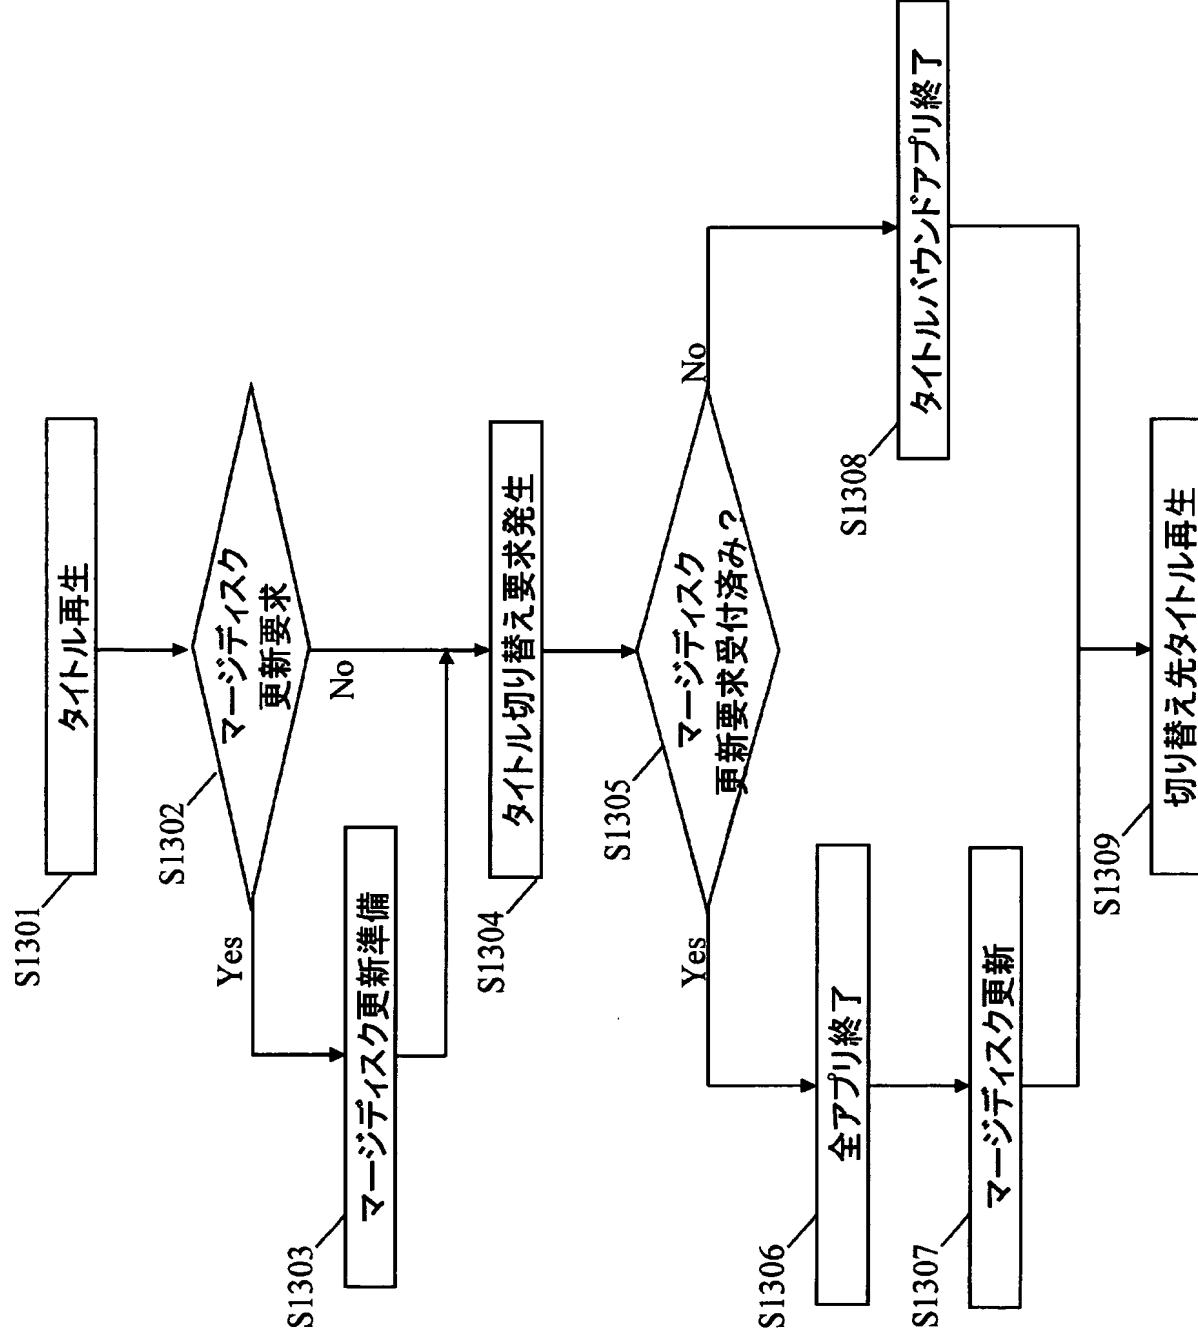 S1301
タイトル再生
S1302
マージディスク
更新要求
Yes
No
S1303
マージディスク更新準備
S1304
タイトル切り替え要求発生
S1305
マージディスク
更新要求受付済み？
Yes
No
S1306
全アプリ終了
S1307
マージディスク更新
S1308
タイトルバウンドアプリ終了
S1309
切り替え先タイトル再生